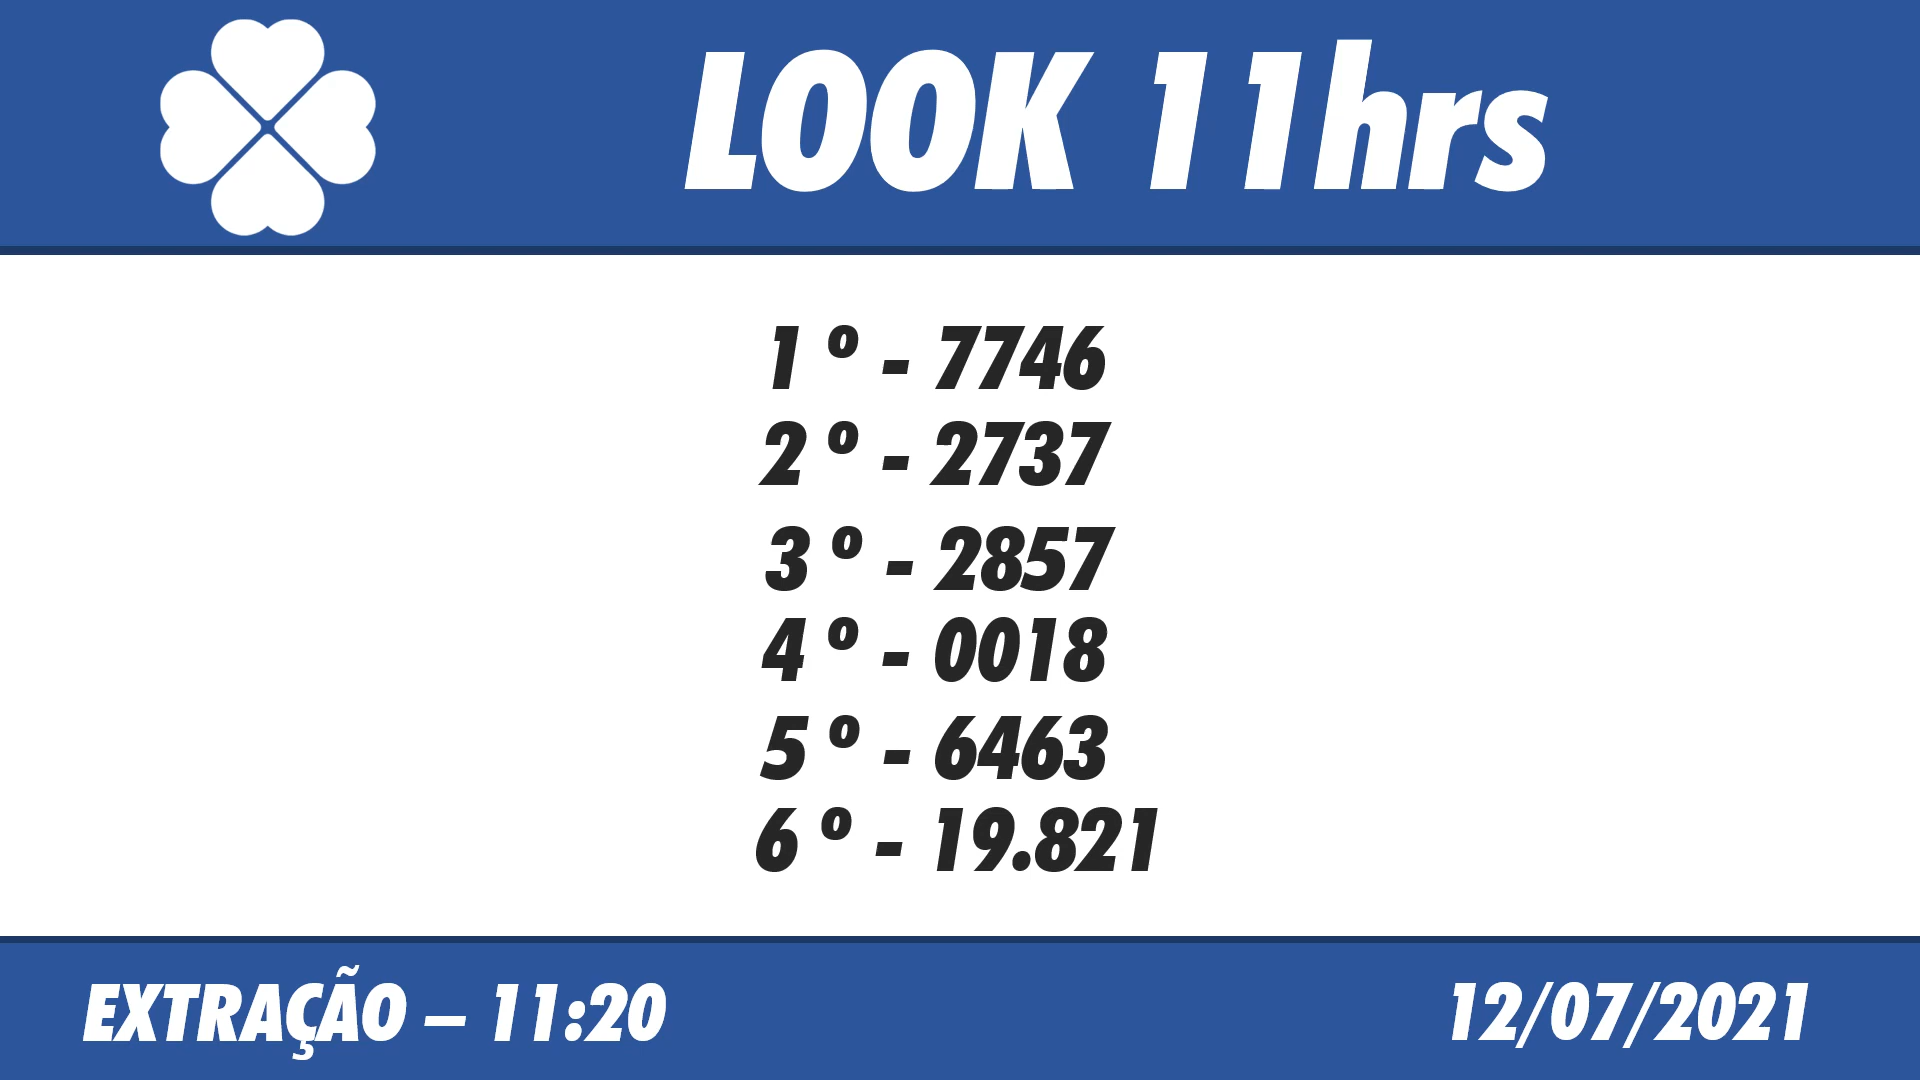 LOOK 11hrs
1 º - 7746
2 º - 2737
3 º - 2857
4 º - 0018
5 º - 6463
6 º - 19.821
EXTRAÇÃO – 11:20
12/07/2021